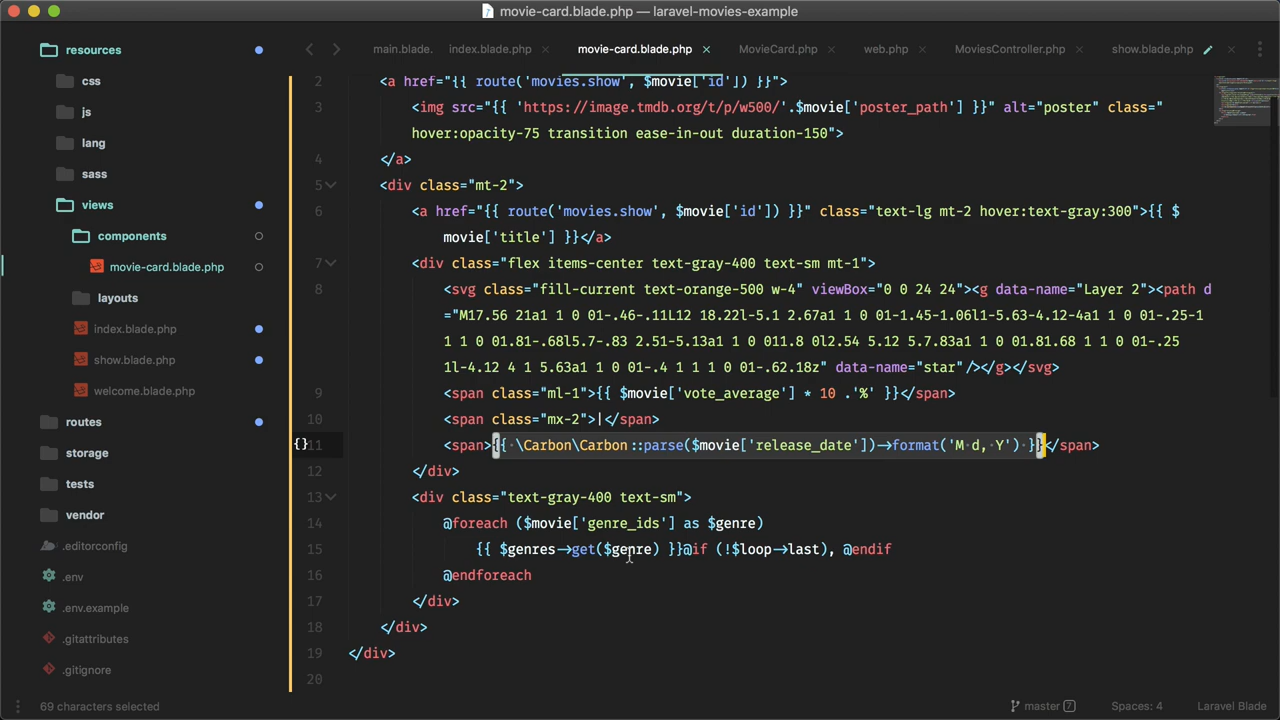 movie-card.blade.php — laravel-movies-example
resources
css
js
lang
sass
views
components
movie-card.blade.php
layouts
index.blade.php
show.blade.php
welcome.blade.php
routes
storage
tests
vendor
.editorconfig
.env
.env.example
.gitattributes
.gitignore
main.blade. index.blade.php × movie-card.blade.php × MovieCard.php × web.php × MoviesController.php × show.blade.php ×
2 <a href="{{ route('movies.show', $movie['id']) }}">
3 <img src="{{ 'https://image.tmdb.org/t/p/w500/'.$movie['poster_path'] }}" alt="poster" class="
hover:opacity-75 transition ease-in-out duration-150">
4 </a>
5 <div class="mt-2">
6 <a href="{{ route('movies.show', $movie['id']) }}" class="text-lg mt-2 hover:text-gray:300">{{ $
movie['title'] }}</a>
7 <div class="flex items-center text-gray-400 text-sm mt-1">
8 <svg class="fill-current text-orange-500 w-4" viewBox="0 0 24 24"><g data-name="Layer 2"><path d
="M17.56 21a1 1 0 01-.46-.11L12 18.22l-5.1 2.67a1 1 0 01-1.45-1.06l1-5.63-4.12-4a1 1 0 01-.25-1
1 1 0 01.81-.68l5.7-.83 2.51-5.13a1 1 0 011.8 0l2.54 5.12 5.7.83a1 1 0 01.81.68 1 1 0 01-.25
1l-4.12 4 1 5.63a1 1 0 01-.4 1 1 1 0 01-.62.18z" data-name="star"/></g></svg>
9 <span class="ml-1">{{ $movie['vote_average'] * 10 .'%' }}</span>
10 <span class="mx-2">|</span>
{} 11 <span>{{ \Carbon\Carbon::parse($movie['release_date'])->format('M d, Y') }}</span>
12 </div>
13 <div class="text-gray-400 text-sm">
14 @foreach ($movie['genre_ids'] as $genre)
15 {{ $genres->get($genre) }}@if (!$loop->last), @endif
16 @endforeach
17 </div>
18 </div>
19 </div>
20
69 characters selected
master 7 Spaces: 4 Laravel Blade